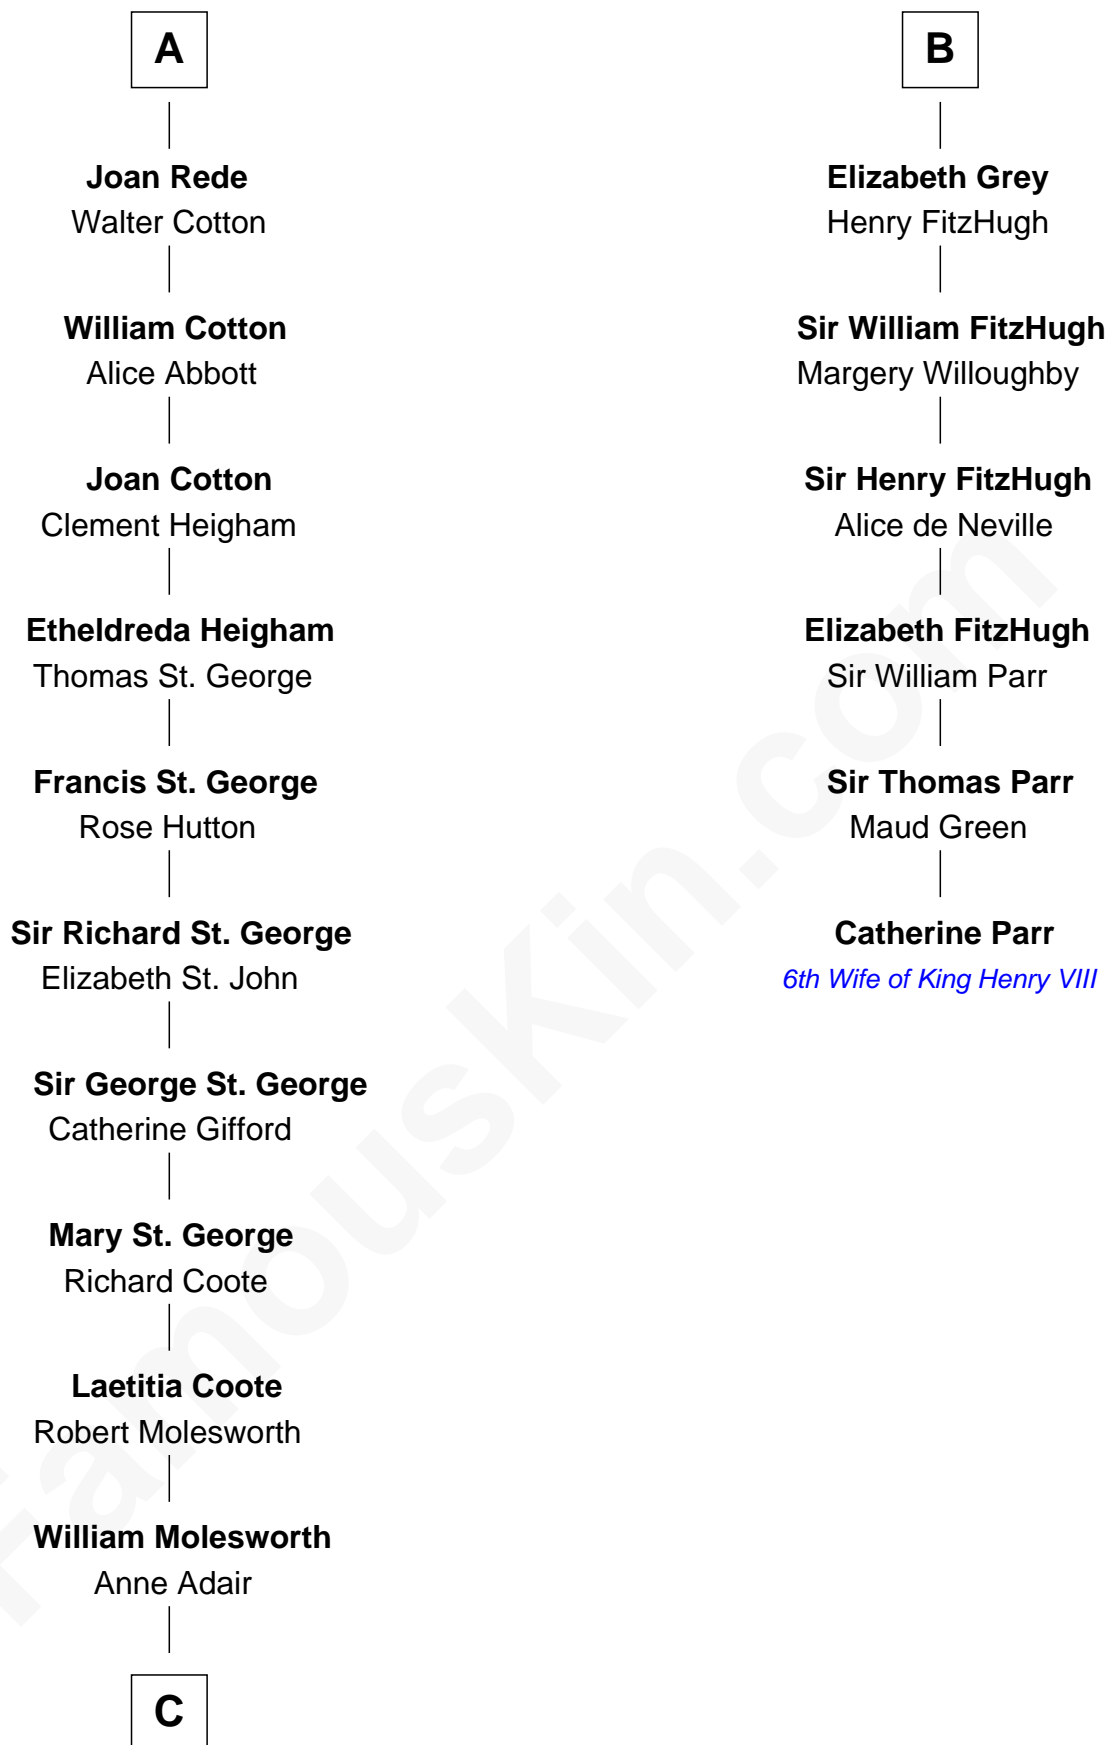 A
Joan Rede
Walter Cotton
William Cotton
Alice Abbott
Joan Cotton
Clement Heigham
Etheldreda Heigham
Thomas St. George
Francis St. George
Rose Hutton
Sir Richard St. George
Elizabeth St. John
Sir George St. George
Catherine Gifford
Mary St. George
Richard Coote
Laetitia Coote
Robert Molesworth
William Molesworth
Anne Adair
C
B
Elizabeth Grey
Henry FitzHugh
Sir William FitzHugh
Margery Willoughby
Sir Henry FitzHugh
Alice de Neville
Elizabeth FitzHugh
Sir William Parr
Sir Thomas Parr
Maud Green
Catherine Parr
6th Wife of King Henry VIII
FamousKin.com